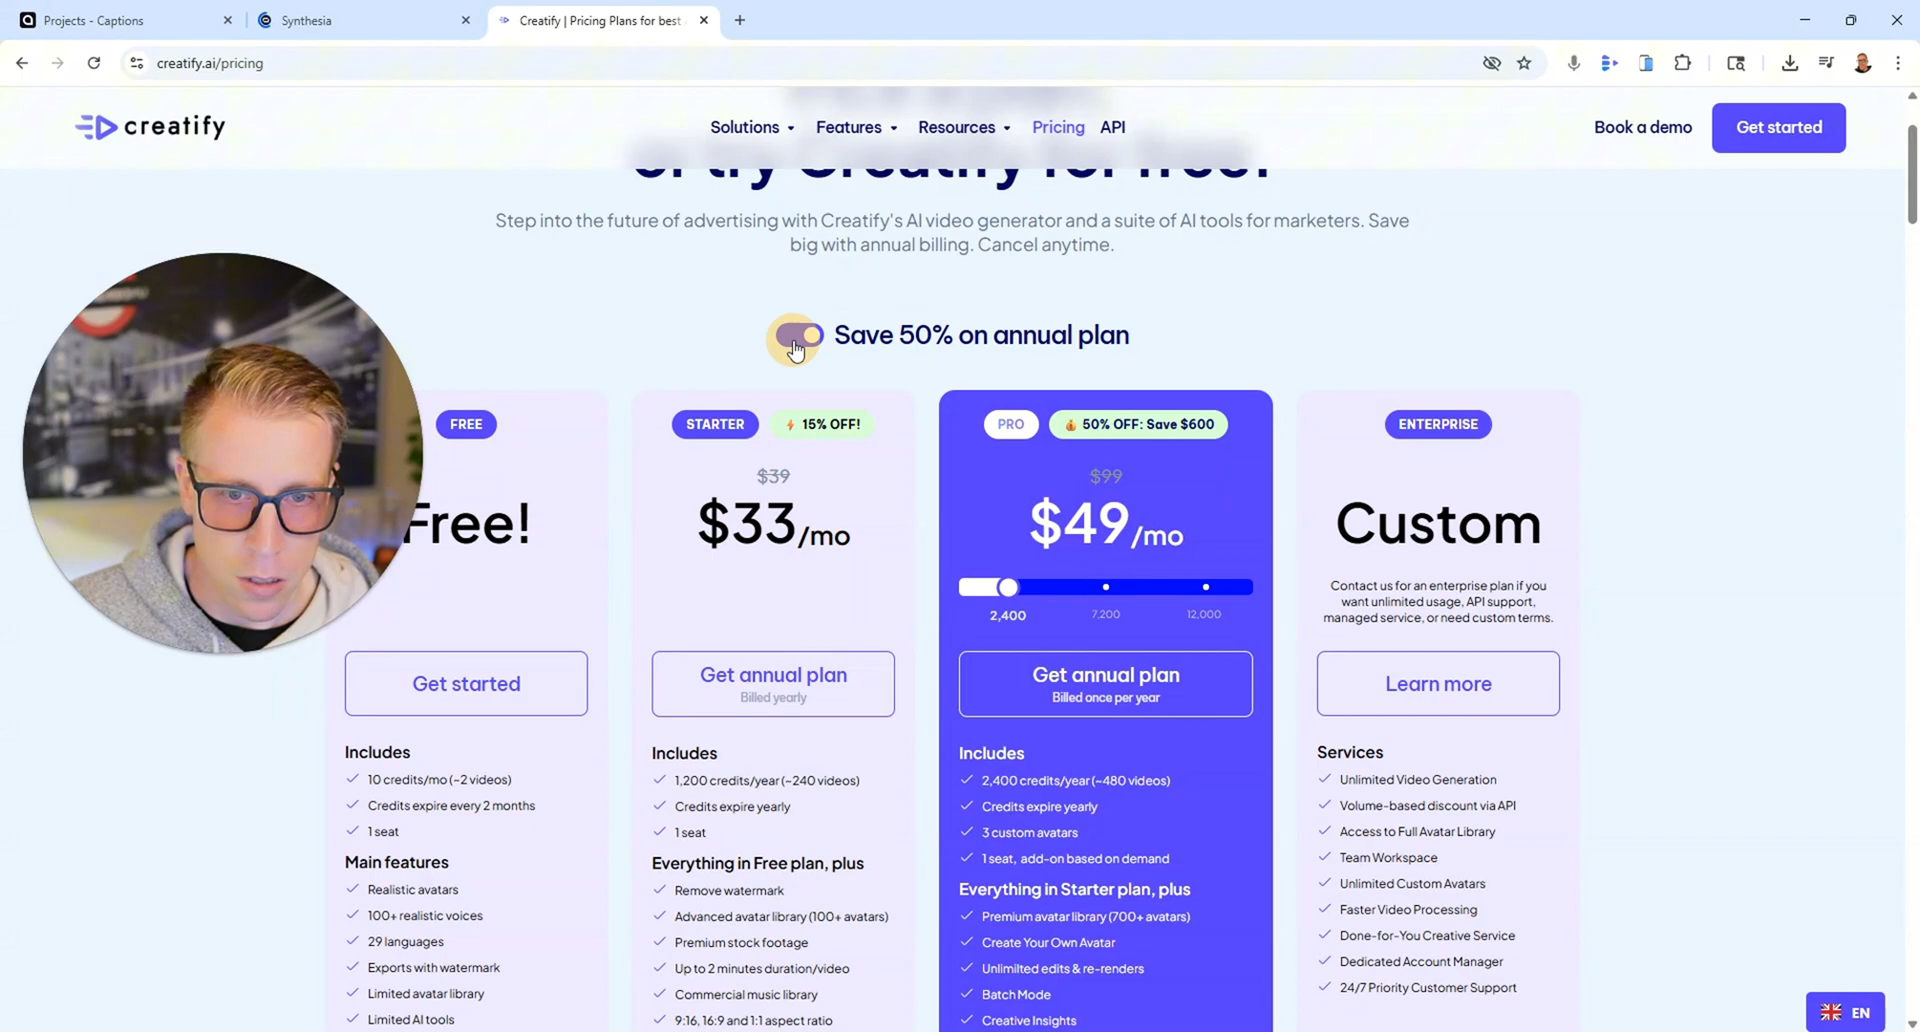 Projects - Captions
Synthesia
Creatify | Pricing Plans for best
creatify.ai/pricing
creatify
Solutions
Features
Resources
Pricing
API
Book a demo
Get started
or try Creatify for free!
Step into the future of advertising with Creatify's AI video generator and a suite of AI tools for marketers. Save
big with annual billing. Cancel anytime.
Save 50% on annual plan
FREE
Free!
Get started
Includes
10 credits/mo (~2 videos)
Credits expire every 2 months
1 seat
Main features
Realistic avatars
100+ realistic voices
29 languages
Exports with watermark
Limited avatar library
Limited AI tools
STARTER
15% OFF!
$39
$33/mo
Get annual plan
Billed yearly
Includes
1,200 credits/year (~240 videos)
Credits expire yearly
1 seat
Everything in Free plan, plus
Remove watermark
Advanced avatar library (100+ avatars)
Premium stock footage
Up to 2 minutes duration/video
Commercial music library
9:16, 16:9 and 1:1 aspect ratio
PRO
50% OFF: Save $600
$99
$49/mo
2,400
7,200
12,000
Get annual plan
Billed once per year
Includes
2,400 credits/year (~480 videos)
Credits expire yearly
3 custom avatars
1 seat, add-on based on demand
Everything in Starter plan, plus
Premium avatar library (700+ avatars)
Create Your Own Avatar
Unlimilted edits & re-renders
Batch Mode
Creative Insights
ENTERPRISE
Custom
Contact us for an enterprise plan if you
want unlimited usage, API support,
managed service, or need custom terms.
Learn more
Services
Unlimited Video Generation
Volume-based discount via API
Access to Full Avatar Library
Team Workspace
Unlimited Custom Avatars
Faster Video Processing
Done-for-You Creative Service
Dedicated Account Manager
24/7 Priority Customer Support
EN